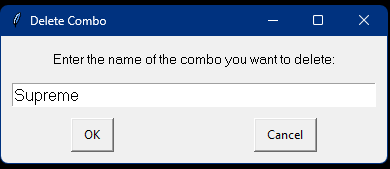 Delete Combo
Enter the name of the combo you want to delete:
Supreme
OK
Cancel